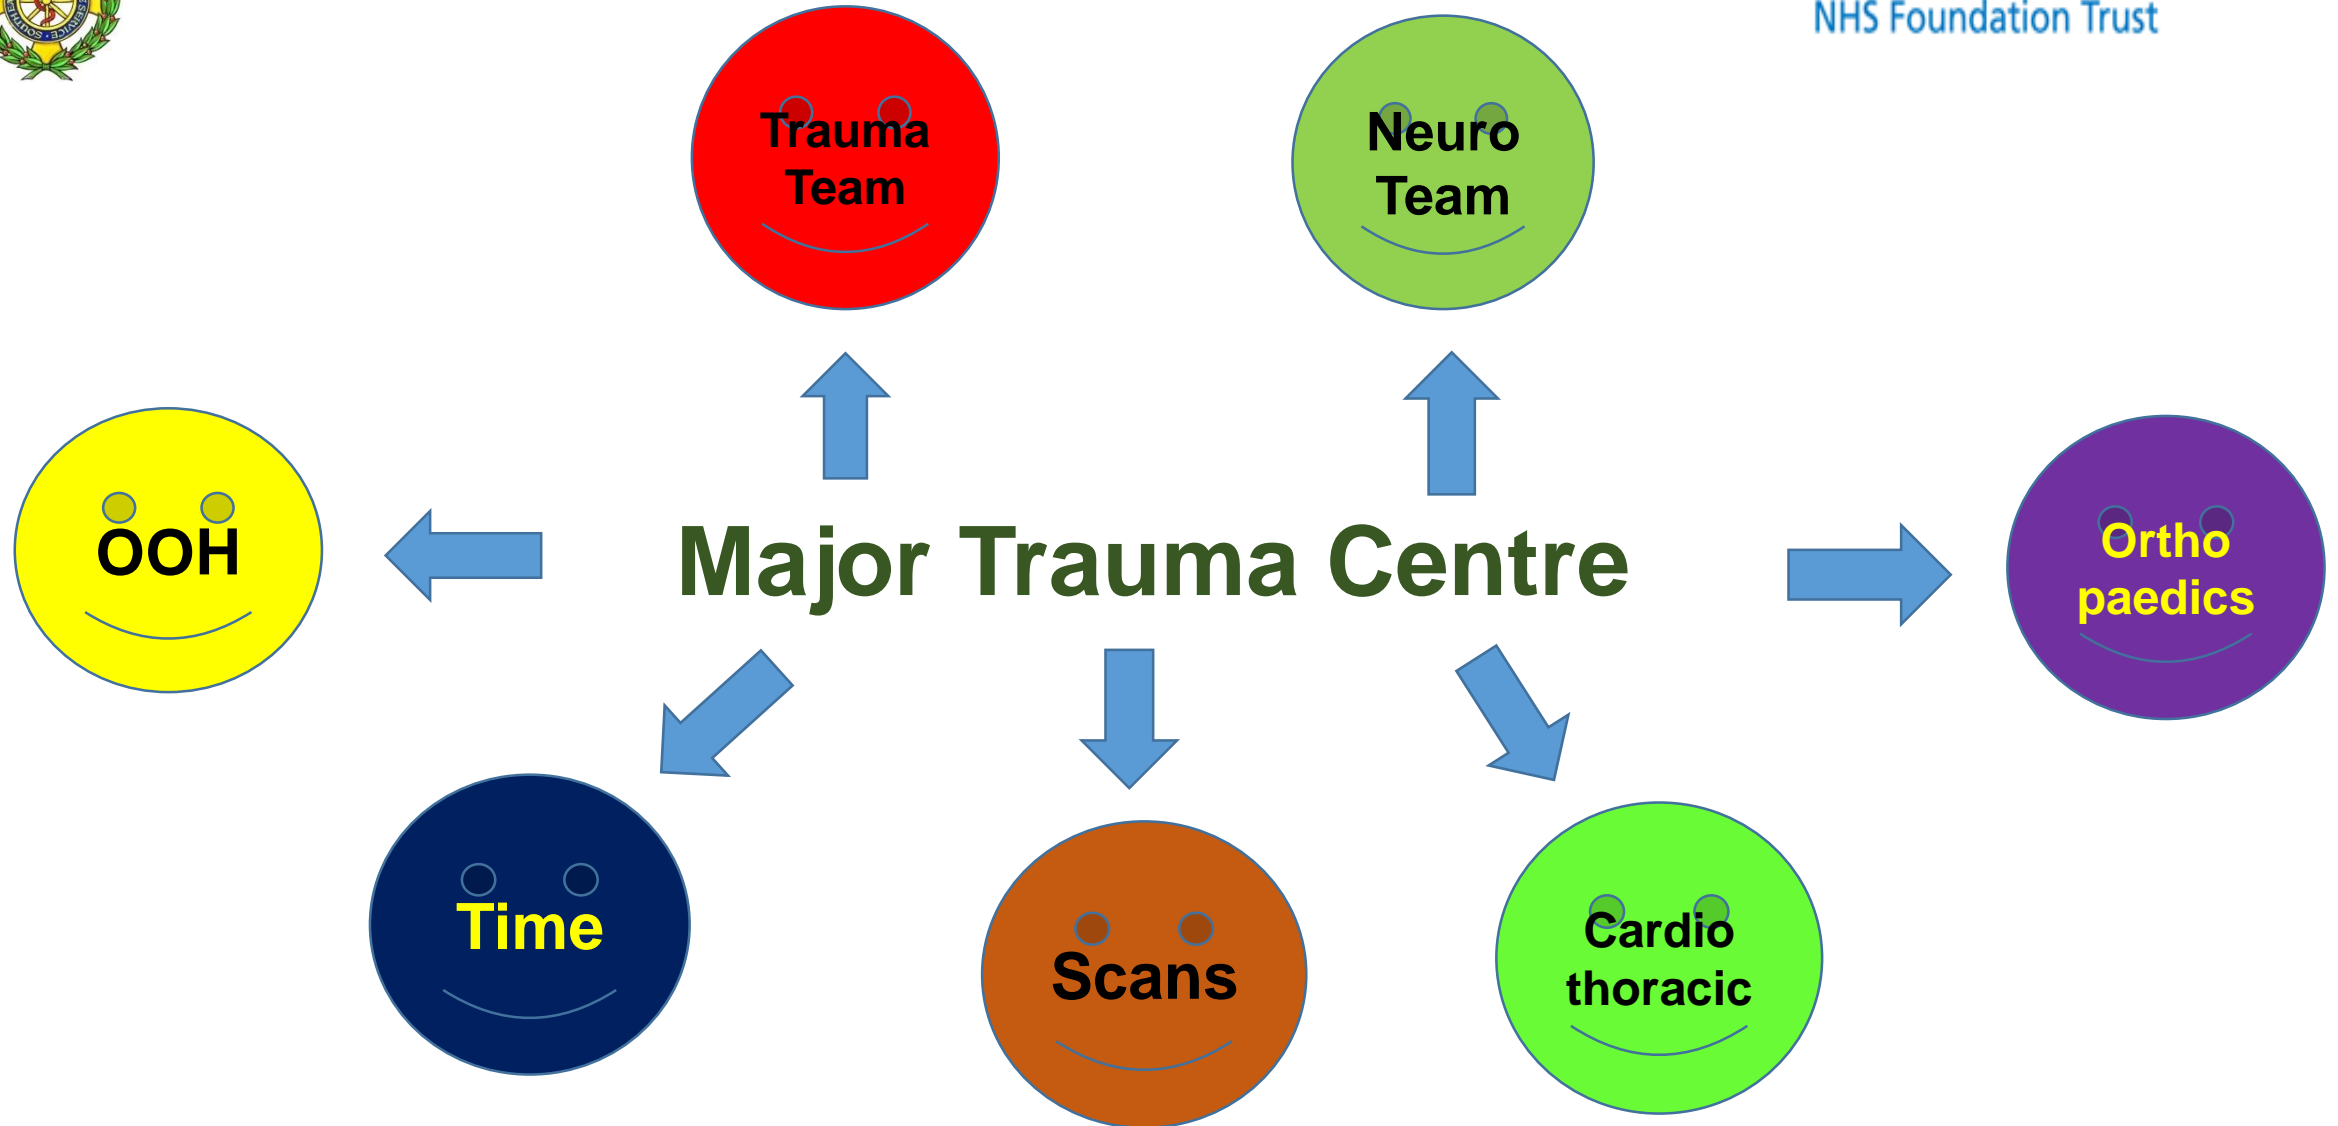 NHS Foundation Trust
Trauma
Team
Neuro
Team
OOH
Major Trauma Centre
Ortho
paedics
Time
Scans
Cardio
thoracic